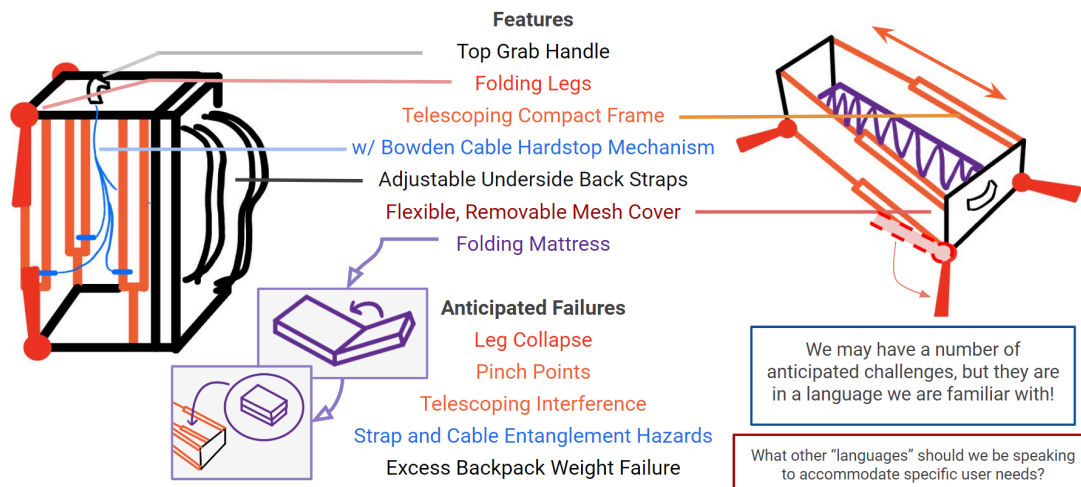 Features
Top Grab Handle
Folding Legs
Telescoping Compact Frame
w/ Bowden Cable Hardstop Mechanism
Adjustable Underside Back Straps
Flexible, Removable Mesh Cover
Folding Mattress
Anticipated Failures
Leg Collapse
Pinch Points
Telescoping Interference
Strap and Cable Entanglement Hazards
Excess Backpack Weight Failure
We may have a number of
anticipated challenges, but they are
in a language we are familiar with!
What other “languages” should we be speaking
to accommodate specific user needs?